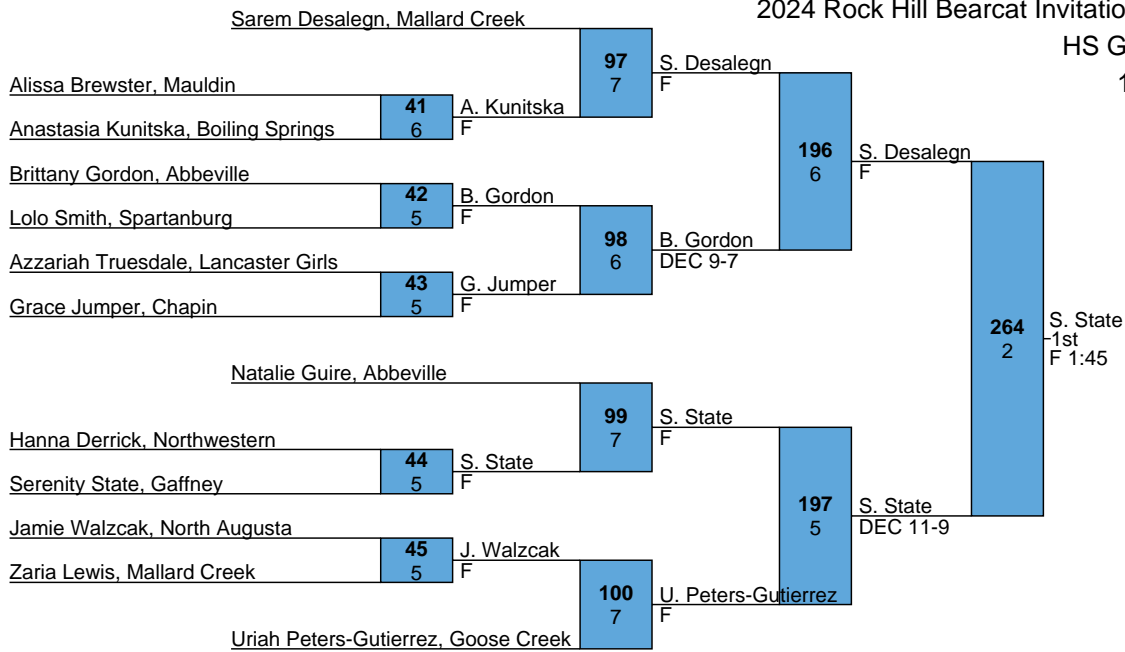 2024 Rock Hill Bearcat Invitatio
HS G
1
Sarem Desalegn, Mallard Creek
97
7
S. Desalegn
F
Alissa Brewster, Mauldin
41
6
A. Kunitska
F
Anastasia Kunitska, Boiling Springs
196
6
S. Desalegn
F
Brittany Gordon, Abbeville
42
5
B. Gordon
F
Lolo Smith, Spartanburg
98
6
B. Gordon
DEC 9-7
Azzariah Truesdale, Lancaster Girls
43
5
G. Jumper
F
Grace Jumper, Chapin
264
2
S. State
1st
F 1:45
Natalie Guire, Abbeville
99
7
S. State
F
Hanna Derrick, Northwestern
44
5
S. State
F
Serenity State, Gaffney
197
5
S. State
DEC 11-9
Jamie Walzcak, North Augusta
45
5
J. Walzcak
F
Zaria Lewis, Mallard Creek
100
7
U. Peters-Gutierrez
F
Uriah Peters-Gutierrez, Goose Creek